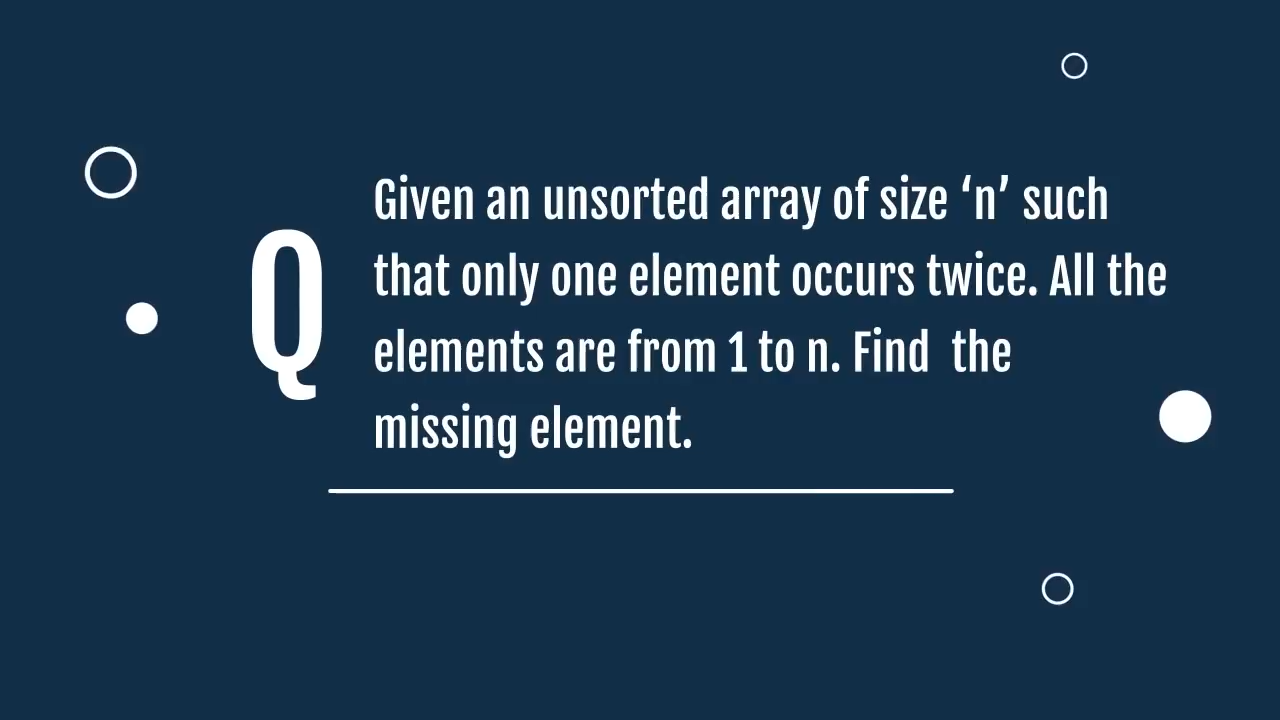 Q
Given an unsorted array of size ‘n’ such
that only one element occurs twice. All the
elements are from 1 to n. Find the
missing element.